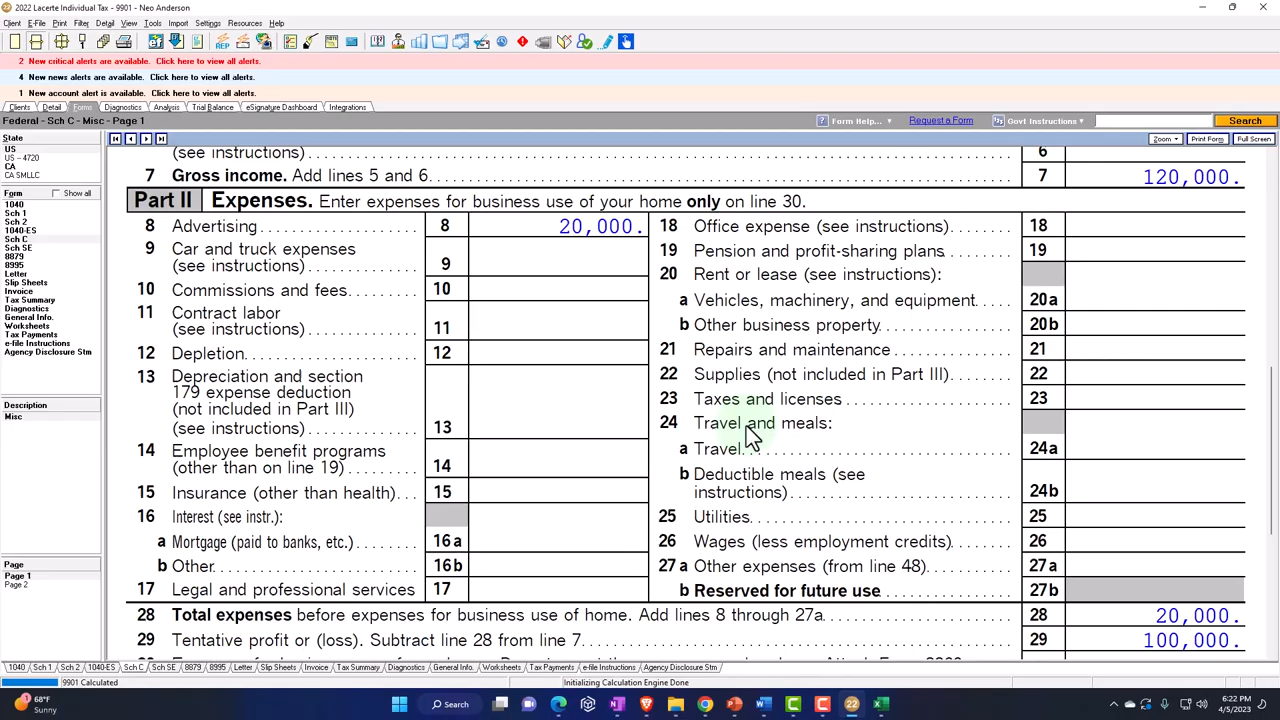 2022 Lacerte Individual Tax - 9901 - Neo Anderson
Client E-File Print Filter Detail View Tools Import Settings Resources Help
2 New critical alerts are available. Click here to view all alerts.
4 New news alerts are available. Click here to view all alerts.
1 New account alert is available. Click here to view all alerts.
Clients Detail Forms Diagnostics Analysis Trial Balance eSignature Dashboard Integrations
Federal - Sch C - Misc - Page 1
Form Help... Request a Form Govt Instructions Search
Zoom Print Form Full Screen
State
US
US - 4720
CA
CA SMLLC
Form Show all
1040
Sch 1
Sch 2
1040-ES
Sch C
Sch SE
8879
8995
Letter
Slip Sheets
Invoice
Tax Summary
Diagnostics
General Info.
Worksheets
Tax Payments
e-file Instructions
Agency Disclosure Stm
Description
Misc
Page
Page 1
Page 2
(see instructions) 6
7 Gross income. Add lines 5 and 6. 7 120,000.
Part II Expenses. Enter expenses for business use of your home only on line 30.
8 Advertising 8 20,000.
9 Car and truck expenses
(see instructions) 9
10 Commissions and fees 10
11 Contract labor
(see instructions) 11
12 Depletion 12
13 Depreciation and section
179 expense deduction
(not included in Part III)
(see instructions) 13
14 Employee benefit programs
(other than on line 19) 14
15 Insurance (other than health) 15
16 Interest (see instr.):
a Mortgage (paid to banks, etc.) 16a
b Other 16b
17 Legal and professional services 17
18 Office expense (see instructions) 18
19 Pension and profit-sharing plans 19
20 Rent or lease (see instructions):
a Vehicles, machinery, and equipment 20a
b Other business property 20b
21 Repairs and maintenance 21
22 Supplies (not included in Part III) 22
23 Taxes and licenses 23
24 Travel and meals:
a Travel 24a
b Deductible meals (see
instructions) 24b
25 Utilities 25
26 Wages (less employment credits) 26
27a Other expenses (from line 48) 27a
b Reserved for future use 27b
28 Total expenses before expenses for business use of home. Add lines 8 through 27a 28 20,000.
29 Tentative profit or (loss). Subtract line 28 from line 7 29 100,000.
1040 Sch 1 Sch 2 1040-ES Sch C Sch SE 8879 8995 Letter Slip Sheets Invoice Tax Summary Diagnostics General Info. Worksheets Tax Payments e-file Instructions Agency Disclosure Stm
9901 Calculated Initializing Calculation Engine Done
68°F
Sunny
Search
6:22 PM
4/5/2023